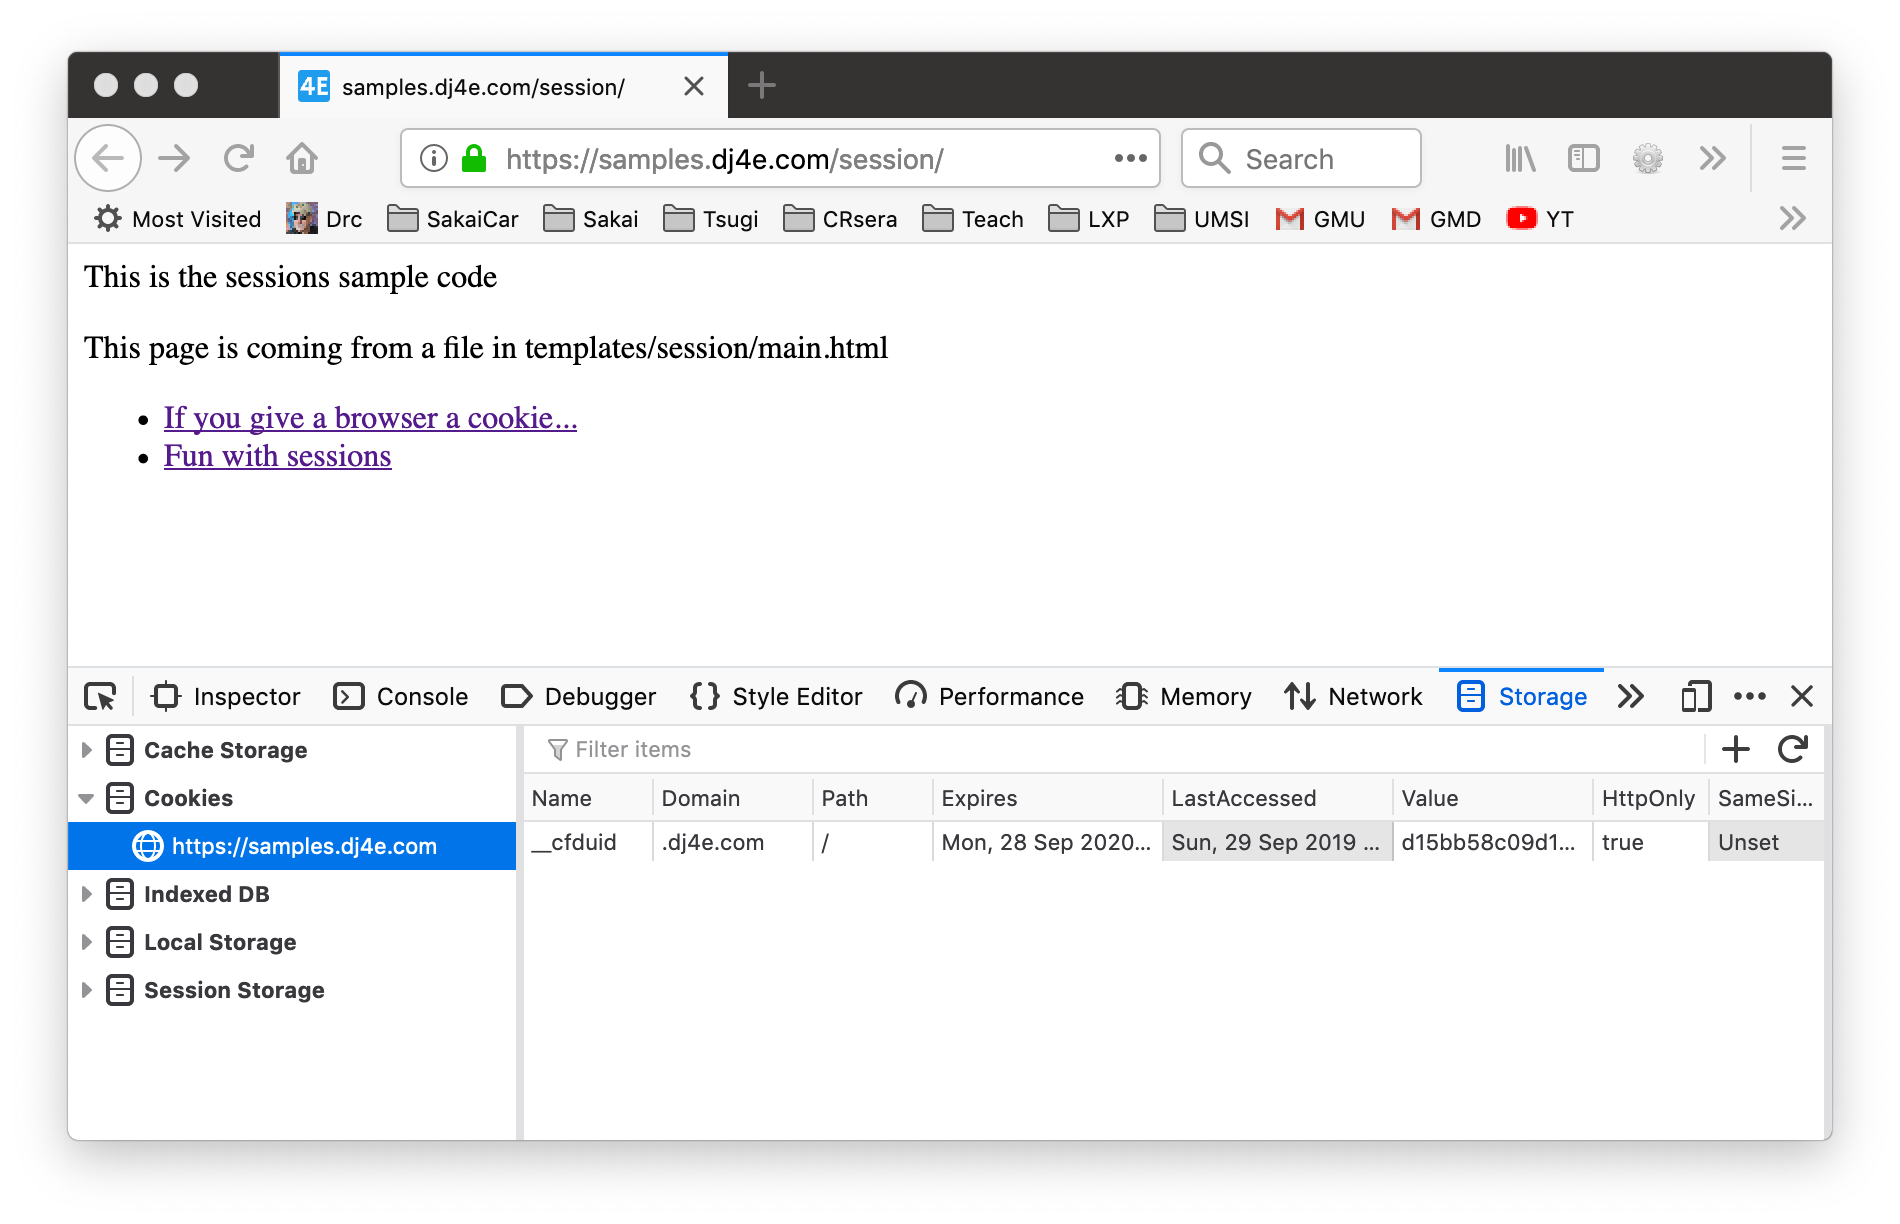 4E samples.dj4e.com/session/
https://samples.dj4e.com/session/ Search
Most Visited Drc SakaiCar Sakai Tsugi CRsera Teach LXP UMSI GMU GMD YT
This is the sessions sample code
This page is coming from a file in templates/session/main.html
If you give a browser a cookie...
Fun with sessions
Inspector Console Debugger {} Style Editor Performance Memory Network Storage
Cache Storage
Cookies
https://samples.dj4e.com
Indexed DB
Local Storage
Session Storage
Filter items
Name Domain Path Expires LastAccessed Value HttpOnly SameSi...
__cfduid .dj4e.com / Mon, 28 Sep 2020... Sun, 29 Sep 2019 ... d15bb58c09d1... true Unset